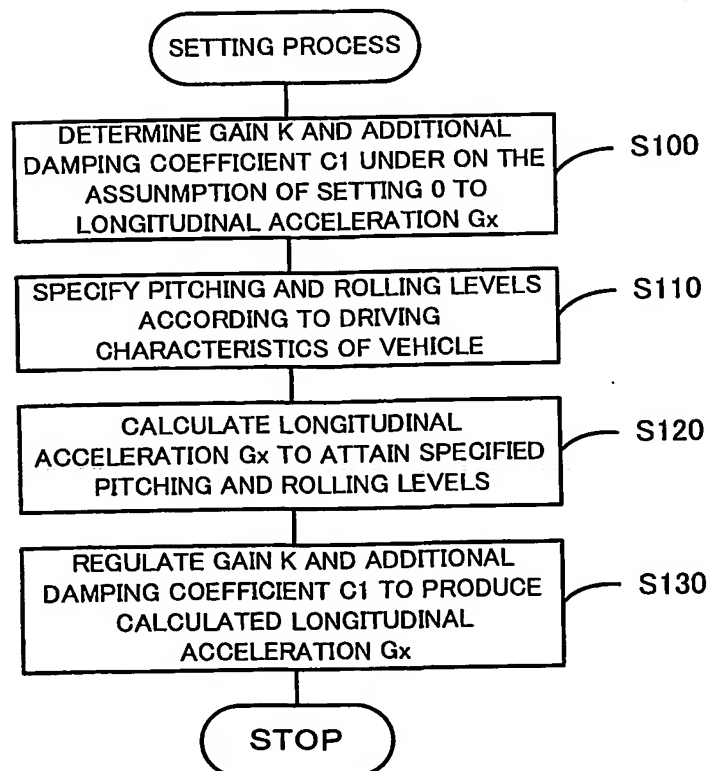 SETTING PROCESS
DETERMINE GAIN K AND ADDITIONAL
DAMPING COEFFICIENT C1 UNDER ON THE
ASSUNMPTION OF SETTING 0 TO
LONGITUDINAL ACCELERATION Gx
S100
SPECIFY PITCHING AND ROLLING LEVELS
ACCORDING TO DRIVING
CHARACTERISTICS OF VEHICLE
S110
CALCULATE LONGITUDINAL
ACCELERATION Gx TO ATTAIN SPECIFIED
PITCHING AND ROLLING LEVELS
S120
REGULATE GAIN K AND ADDITIONAL
DAMPING COEFFICIENT C1 TO PRODUCE
CALCULATED LONGITUDINAL
ACCELERATION Gx
S130
STOP